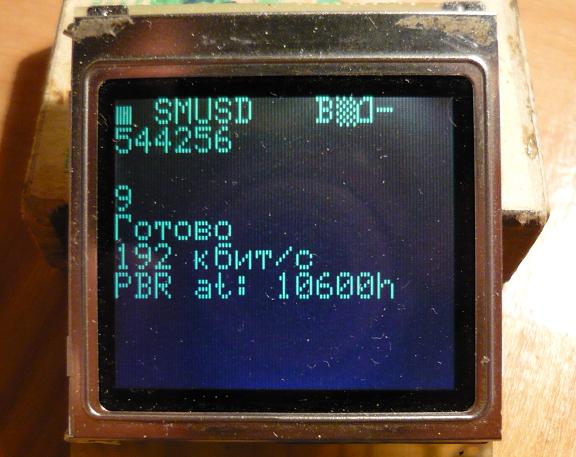 SMUSD
544256
9
Готово
192 кбит/с
PBR at: 10600h